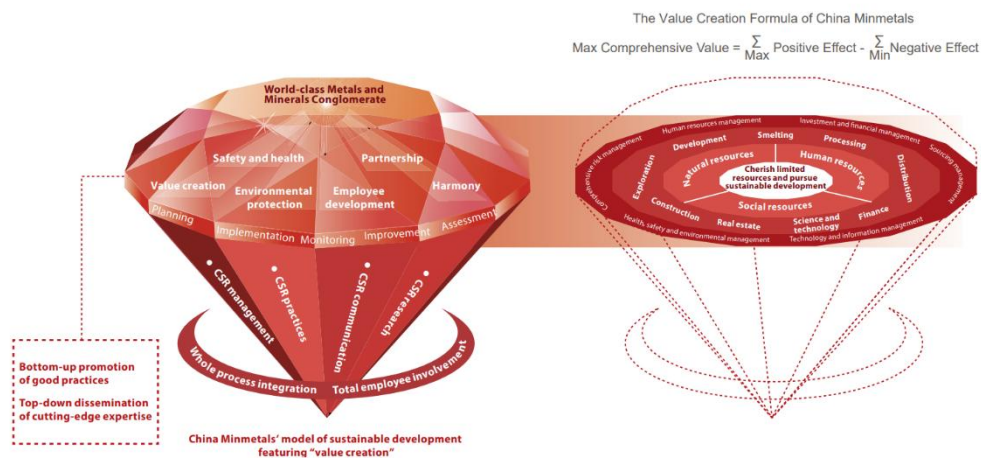 The Value Creation Formula of China Minmetals
Max Comprehensive Value = ∑ Max Positive Effect - ∑ Min Negative Effect
World-class Metals and
Minerals Conglomerate
Safety and health
Partnership
Value creation
Environmental
protection
Employee
development
Harmony
Planning
Implementation
Monitoring
Improvement
Assessment
• CSR management
• CSR practices
• CSR communication
• CSR research
Whole process integration
Total employee involvement
Bottom-up promotion
of good practices
Top-down dissemination
of cutting-edge expertise
China Minmetals’ model of sustainable development
featuring “value creation”
Comprehensive risk management
Human resources management
Investment and financial management
Sourcing management
Health, safety and environmental management
Technology and information management
Exploration
Development
Smelting
Processing
Distribution
Construction
Real estate
Science and
technology
Finance
Natural resources
Human resources
Social resources
Cherish limited
resources and pursue
sustainable development